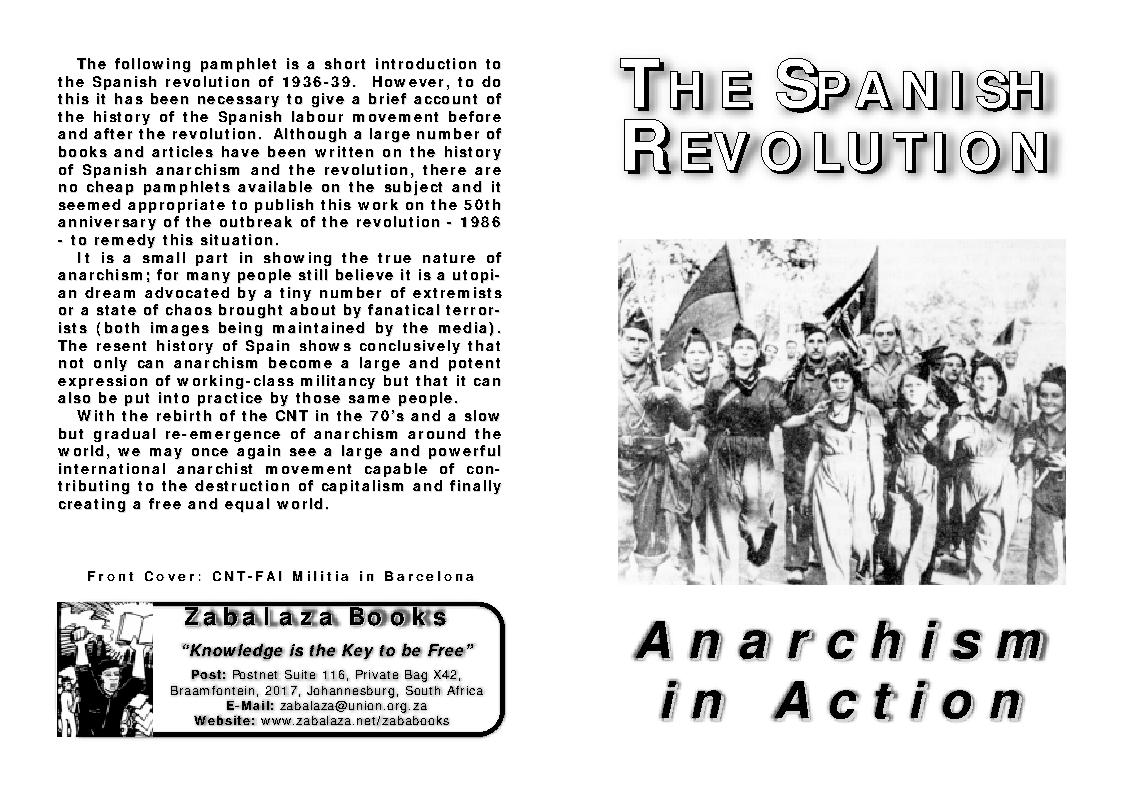 The following pamphlet is a short introduction to
the Spanish revolution of 1936-39. However, to do
this it has been necessary to give a brief account of
the history of the Spanish labour movement before
and after the revolution. Although a large number of
books and articles have been written on the history
of Spanish anarchism and the revolution, there are
no cheap pamphlets available on the subject and it
seemed appropriate to publish this work on the 50th
anniversary of the outbreak of the revolution - 1986
- to remedy this situation.
It is a small part in showing the true nature of
anarchism; for many people still believe it is a utopi-
an dream advocated by a tiny number of extremists
or a state of chaos brought about by fanatical terror-
ists (both images being maintained by the media).
The resent history of Spain shows conclusively that
not only can anarchism become a large and potent
expression of working-class militancy but that it can
also be put into practice by those same people.
With the rebirth of the CNT in the 70's and a slow
but gradual re-emergence of anarchism around the
world, we may once again see a large and powerful
international anarchist movement capable of con-
tributing to the destruction of capitalism and finally
creating a free and equal world.
Front Cover: CNT-FAI Militia in Barcelona
Zabalaza Books
“Knowledge is the Key to be Free”
Post: Postnet Suite 116, Private Bag X42,
Braamfontein, 2017, Johannesburg, South Africa
E-Mail: zabalaza@union.org.za
Website: www.zabalaza.net/zababooks
THE SPANISH
REVOLUTION
Anarchism
in Action